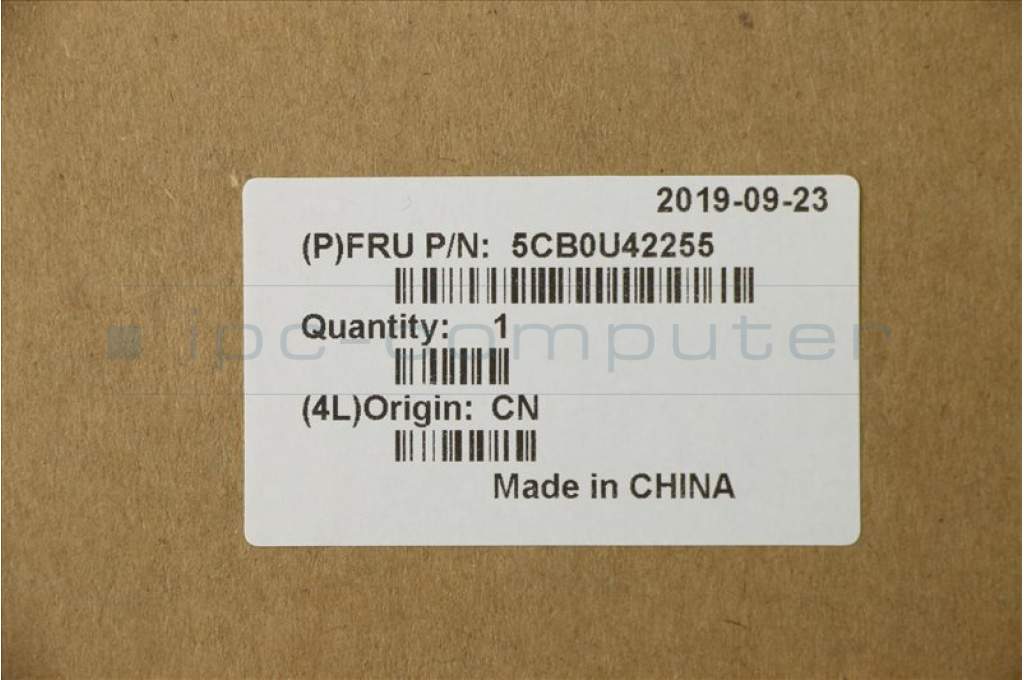 2019-09-23
(P)FRU P/N: 5CB0U42255
Quantity: 1
ipc-computer
(4L)Origin: CN
Made in CHINA